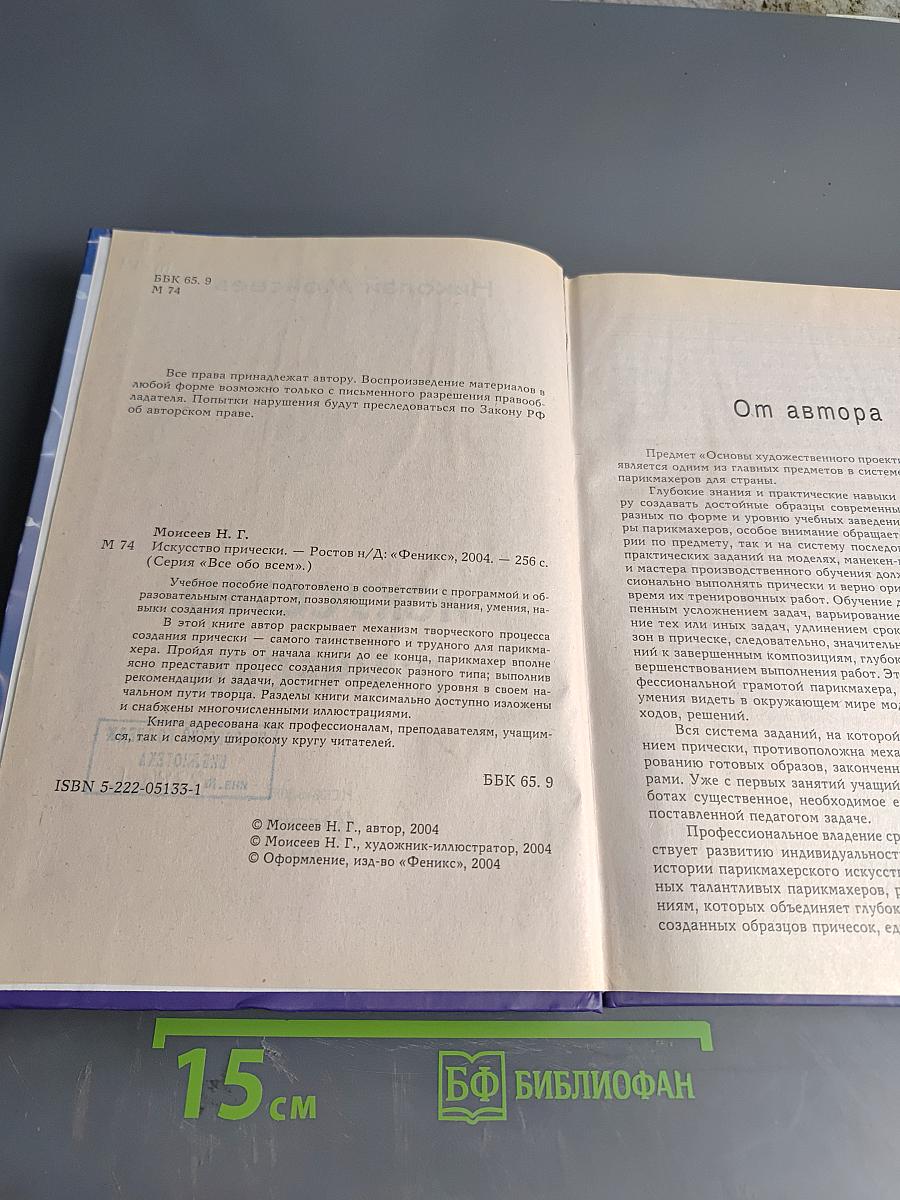 ББК 65. 9
М 74
Все права принадлежат автору. Воспроизведение материалов в
любой форме возможно только с письменного разрешения правооб-
ладателя. Попытки нарушения будут преследоваться по Закону РФ
об авторском праве.
Моисеев Н. Г.
М 74 Искусство прически. — Ростов н/Д: «Феникс», 2004. — 256 с.
(Серия «Все обо всем».)
Учебное пособие подготовлено в соответствии с программой и об-
разовательным стандартом, позволяющими развить знания, умения, на-
выки создания прически.
В этой книге автор раскрывает механизм творческого процесса
создания прически — самого таинственного и трудного для парикма-
хера. Пройдя путь от начала книги до ее конца, парикмахер вполне
ясно представит процесс создания причесок разного типа; выполнив
рекомендации и задачи, достигнет определенного уровня в своем на-
чальном пути творца. Разделы книги максимально доступно изложены
и снабжены многочисленными иллюстрациями.
Книга адресована как профессионалам, преподавателям, учащим-
ся, так и самому широкому кругу читателей.
ISBN 5-222-05133-1
ББК 65. 9
© Моисеев Н. Г., автор, 2004
© Моисеев Н. Г., художник-иллюстратор, 2004
© Оформление, изд-во «Феникс», 2004
От автора
Предмет «Основы художественного проекти
является одним из главных предметов в системе
парикмахеров для страны.
Глубокие знания и практические навыки
ру создавать достойные образцы современны
разных по форме и уровню учебных заведени
ры парикмахеров, особое внимание обращает
рии по предмету, так и на систему последо
практических заданий на моделях, манекен-
и мастера производственного обучения долж
сионально выполнять прически и верно ори
время их тренировочных работ. Обучение д
пенным усложнением задач, варьирование
ние тех или иных задач, удлинением срок
зон в прическе, следовательно, значительн
ний к завершенным композициям, глубок
вершенствованием выполнения работ. Эт
фессиональной грамотой парикмахера,
умения видеть в окружающем мире мо
ходов, решений.
Вся система заданий, на которой
нием прически, противоположна меха
рованию готовых образов, законченн
рами. Уже с первых занятий учащий
ботах существенное, необходимое е
поставленной педагогом задаче.
Профессиональное владение ср
ствует развитию индивидуальност
истории парикмахерского искусств
ных талантливых парикмахеров, р
ниям, которых объединяет глубок
созданных образцов причесок, ед
15 см
БФ БИБЛИОФАН